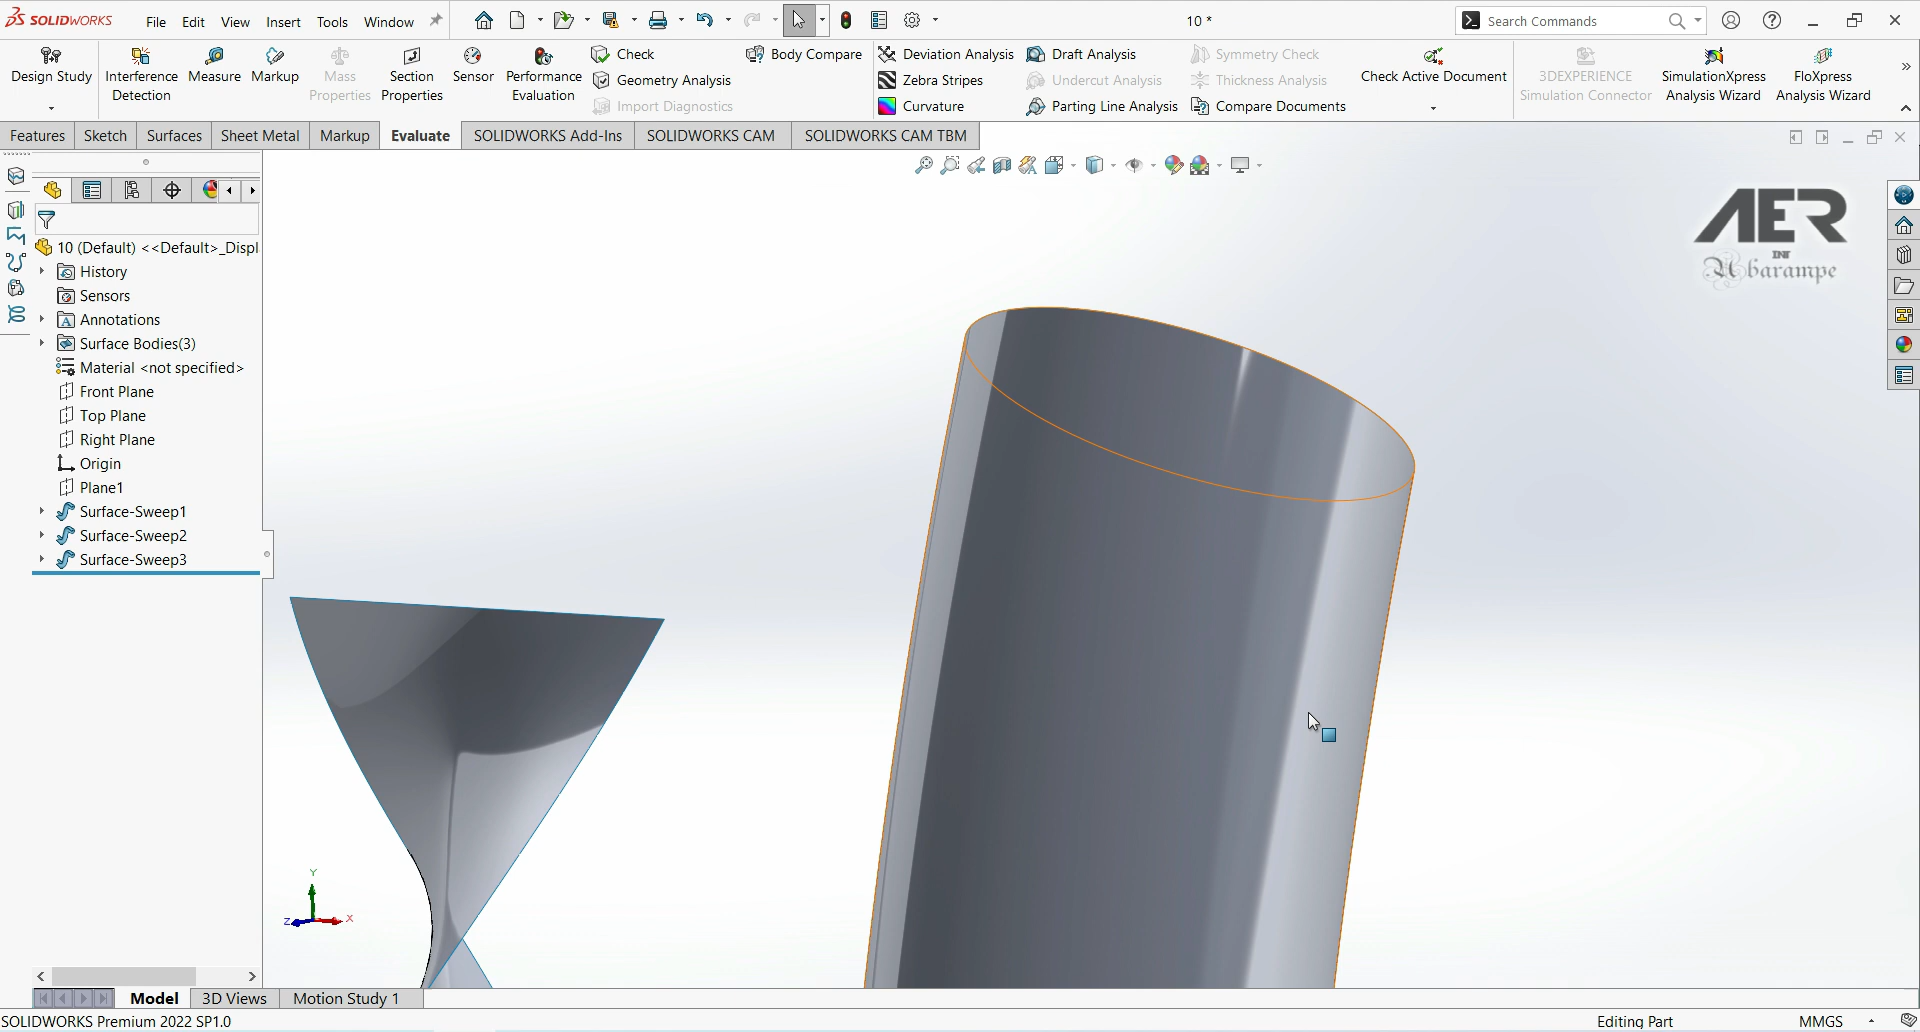 SOLIDWORKS File Edit View Insert Tools Window 10 * Search Commands
Design Study
Interference Detection
Measure
Markup
Mass Properties
Section Properties
Sensor
Performance Evaluation
Check
Geometry Analysis
Import Diagnostics
Body Compare
Deviation Analysis
Zebra Stripes
Curvature
Draft Analysis
Undercut Analysis
Parting Line Analysis
Symmetry Check
Thickness Analysis
Compare Documents
Check Active Document
3DEXPERIENCE Simulation Connector
SimulationXpress Analysis Wizard
FloXpress Analysis Wizard
Features Sketch Surfaces Sheet Metal Markup Evaluate SOLIDWORKS Add-Ins SOLIDWORKS CAM SOLIDWORKS CAM TBM
10 (Default) <<Default>_Displ
History
Sensors
Annotations
Surface Bodies(3)
Material <not specified>
Front Plane
Top Plane
Right Plane
Origin
Plane1
Surface-Sweep1
Surface-Sweep2
Surface-Sweep3
AER
INT
Abarampe
Y
Z
X
Model 3D Views Motion Study 1
SOLIDWORKS Premium 2022 SP1.0 Editing Part MMGS